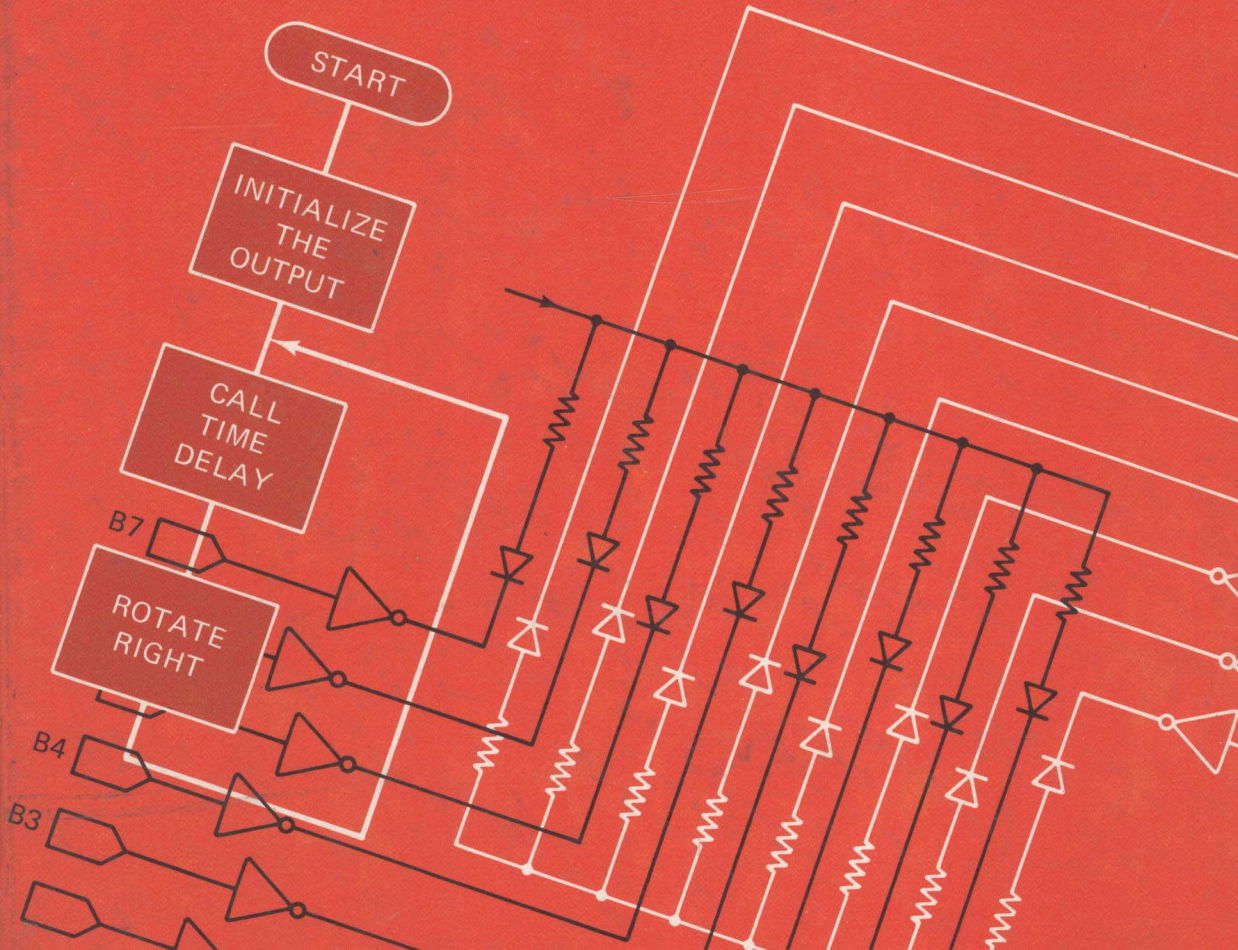 START
INITIALIZE
THE
OUTPUT
CALL
TIME
DELAY
B7
ROTATE
RIGHT
B4
B3